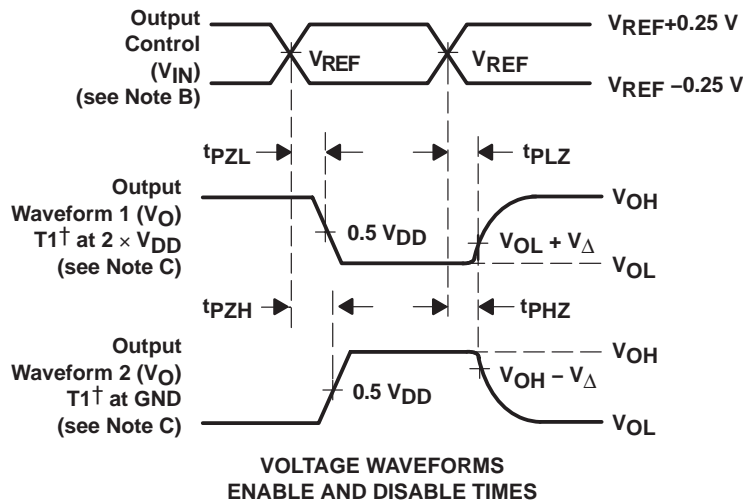 Output
Control
(VIN)
(see Note B)
VREF
VREF
VREF+0.25 V
VREF −0.25 V
tPZL
tPLZ
Output
Waveform 1 (VO)
T1† at 2 × VDD
(see Note C)
0.5 VDD
VOH
VOL + VΔ
VOL
tPZH
tPHZ
Output
Waveform 2 (VO)
T1† at GND
(see Note C)
0.5 VDD
VOH
VOH − VΔ
VOL
VOLTAGE WAVEFORMS
ENABLE AND DISABLE TIMES